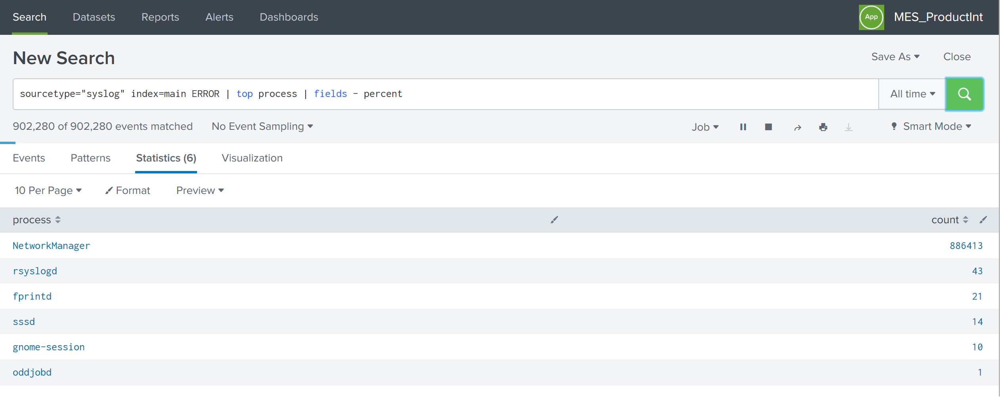 Search Datasets Reports Alerts Dashboards App MES_ProductInt
New Search Save As Close
sourcetype="syslog" index=main ERROR | top process | fields - percent All time
902,280 of 902,280 events matched No Event Sampling Job Smart Mode
Events Patterns Statistics (6) Visualization
10 Per Page Format Preview
process count
NetworkManager 886413
rsyslogd 43
fprintd 21
sssd 14
gnome-session 10
oddjobd 1